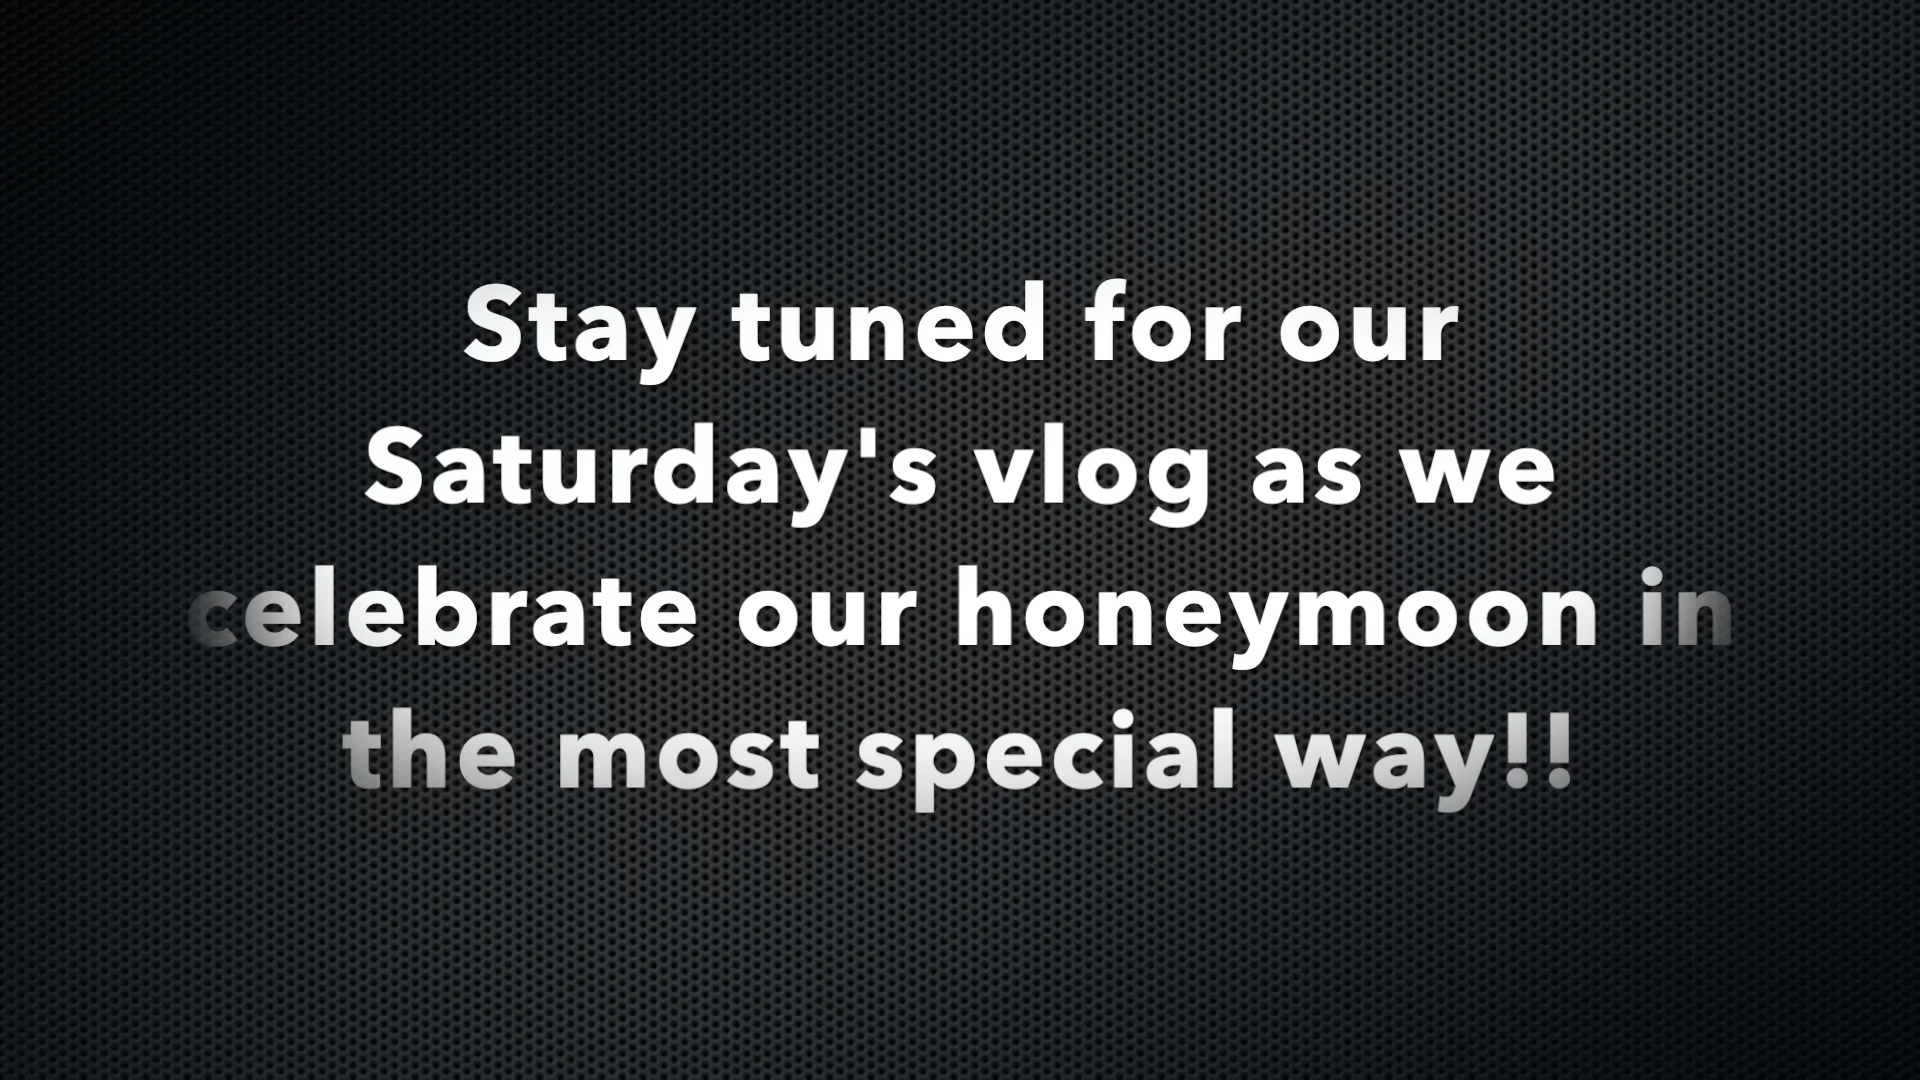 Stay tuned for our
Saturday's vlog as we
celebrate our honeymoon in
the most special way!!